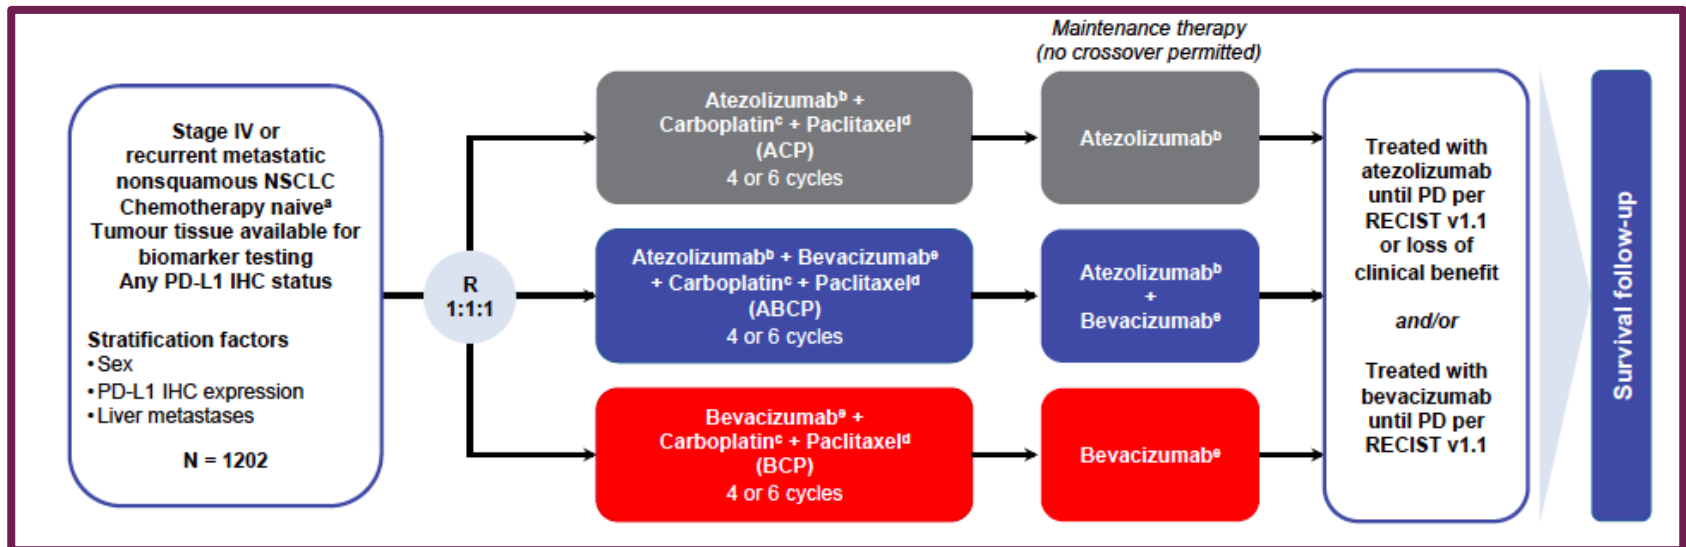 Maintenance therapy
(no crossover permitted)
Stage IV or
recurrent metastatic
nonsquamous NSCLC
Chemotherapy naiveᵃ
Tumour tissue available for
biomarker testing
Any PD-L1 IHC status
Stratification factors
• Sex
• PD-L1 IHC expression
• Liver metastases
N = 1202
R
1:1:1
Atezolizumabᵇ +
Carboplatinᶜ + Paclitaxelᵈ
(ACP)
4 or 6 cycles
Atezolizumabᵇ
Atezolizumabᵇ + Bevacizumabᵉ
+ Carboplatinᶜ + Paclitaxelᵈ
(ABCP)
4 or 6 cycles
Atezolizumabᵇ
+
Bevacizumabᵉ
Bevacizumabᵉ +
Carboplatinᶜ + Paclitaxelᵈ
(BCP)
4 or 6 cycles
Bevacizumabᵉ
Treated with
atezolizumab
until PD per
RECIST v1.1
or loss of
clinical benefit
and/or
Treated with
bevacizumab
until PD per
RECIST v1.1
Survival follow-up